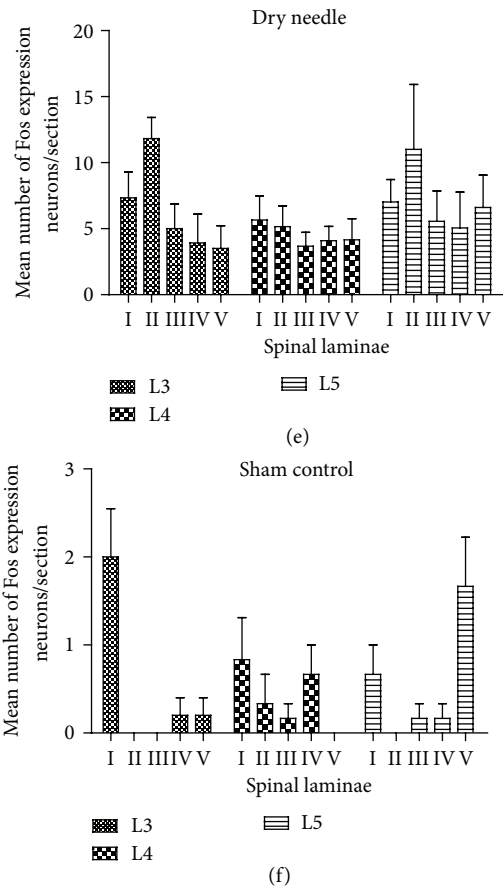 Dry needle
Mean number of Fos expression
neurons/section
20
15
10
5
0
I II III IV V I II III IV V I II III IV V
Spinal laminae
L3 L5
L4
(e)
Sham control
Mean number of Fos expression
neurons/section
3
2
1
0
I II III IV V I II III IV V I II III IV V
Spinal laminae
L3 L5
L4
(f)